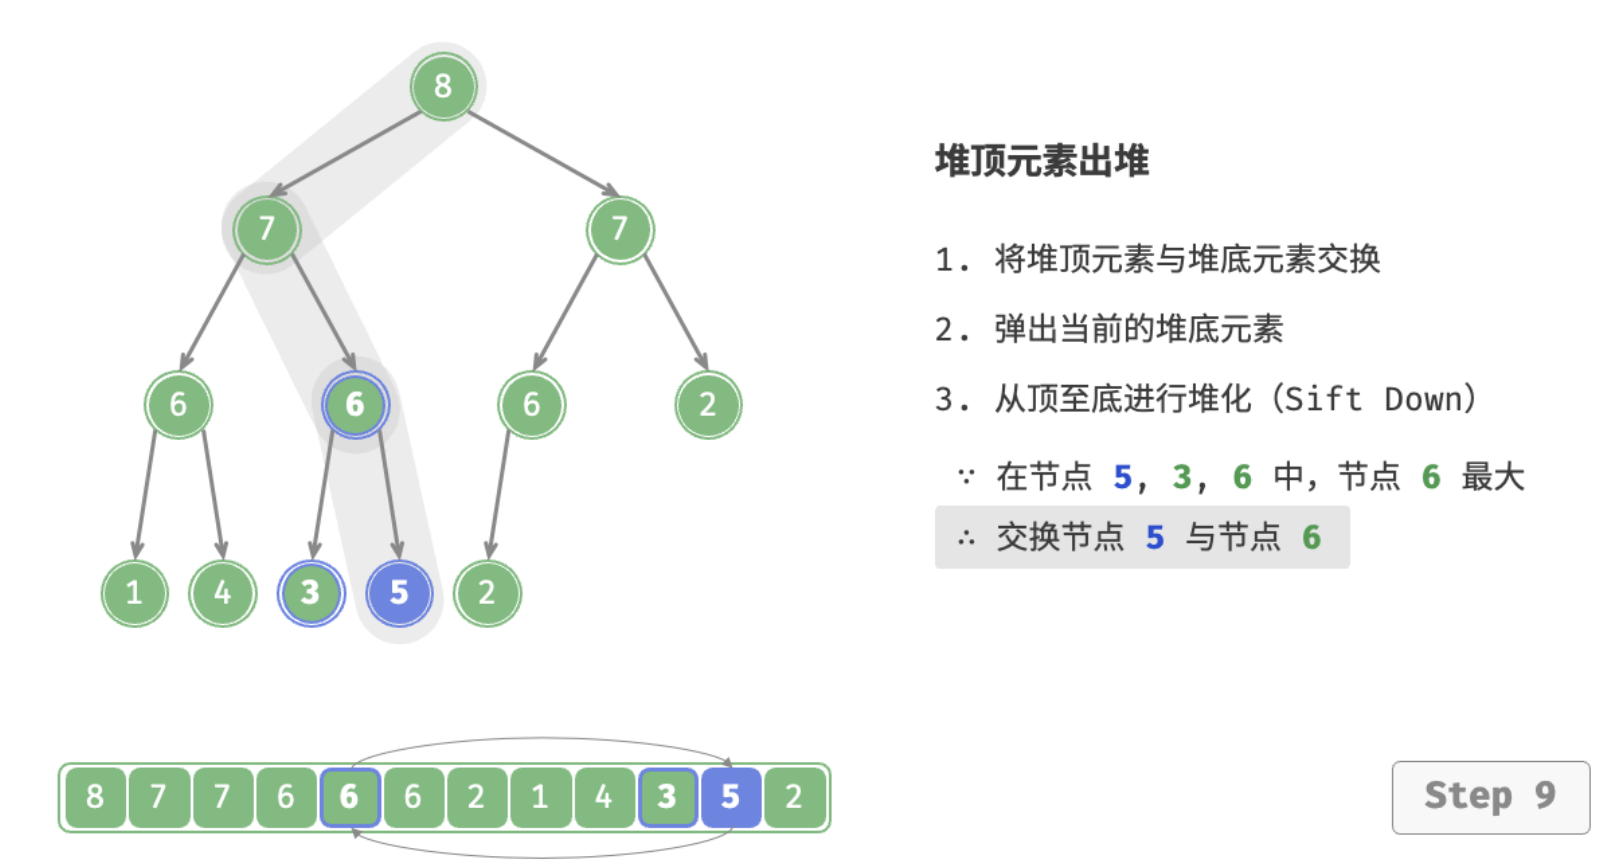 8
堆顶元素出堆
7 7
1. 将堆顶元素与堆底元素交换
2. 弹出当前的堆底元素
6 6 6 2
3. 从顶至底进行堆化（Sift Down）
∵ 在节点 5, 3, 6 中，节点 6 最大
∴ 交换节点 5 与节点 6
1 4 3 5 2
8 7 7 6 6 6 2 1 4 3 5 2
Step 9